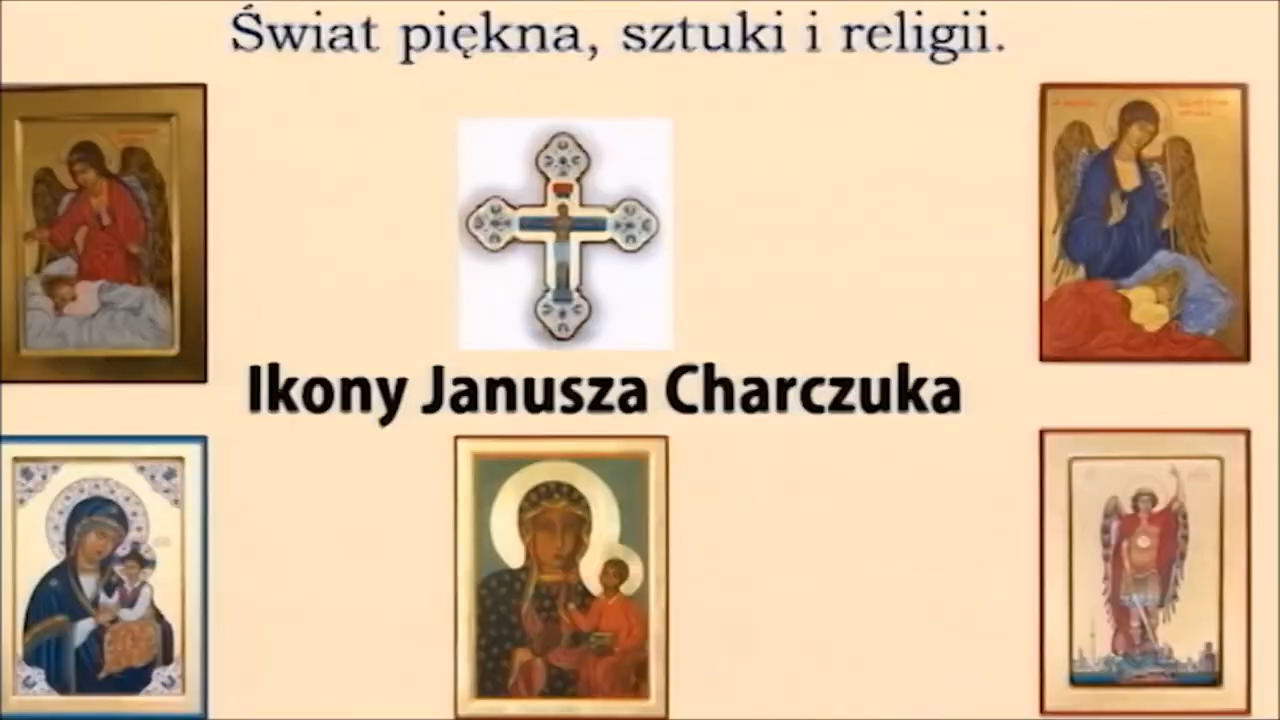 Świat piękna, sztuki i religii.
Ikony Janusza Charczuka